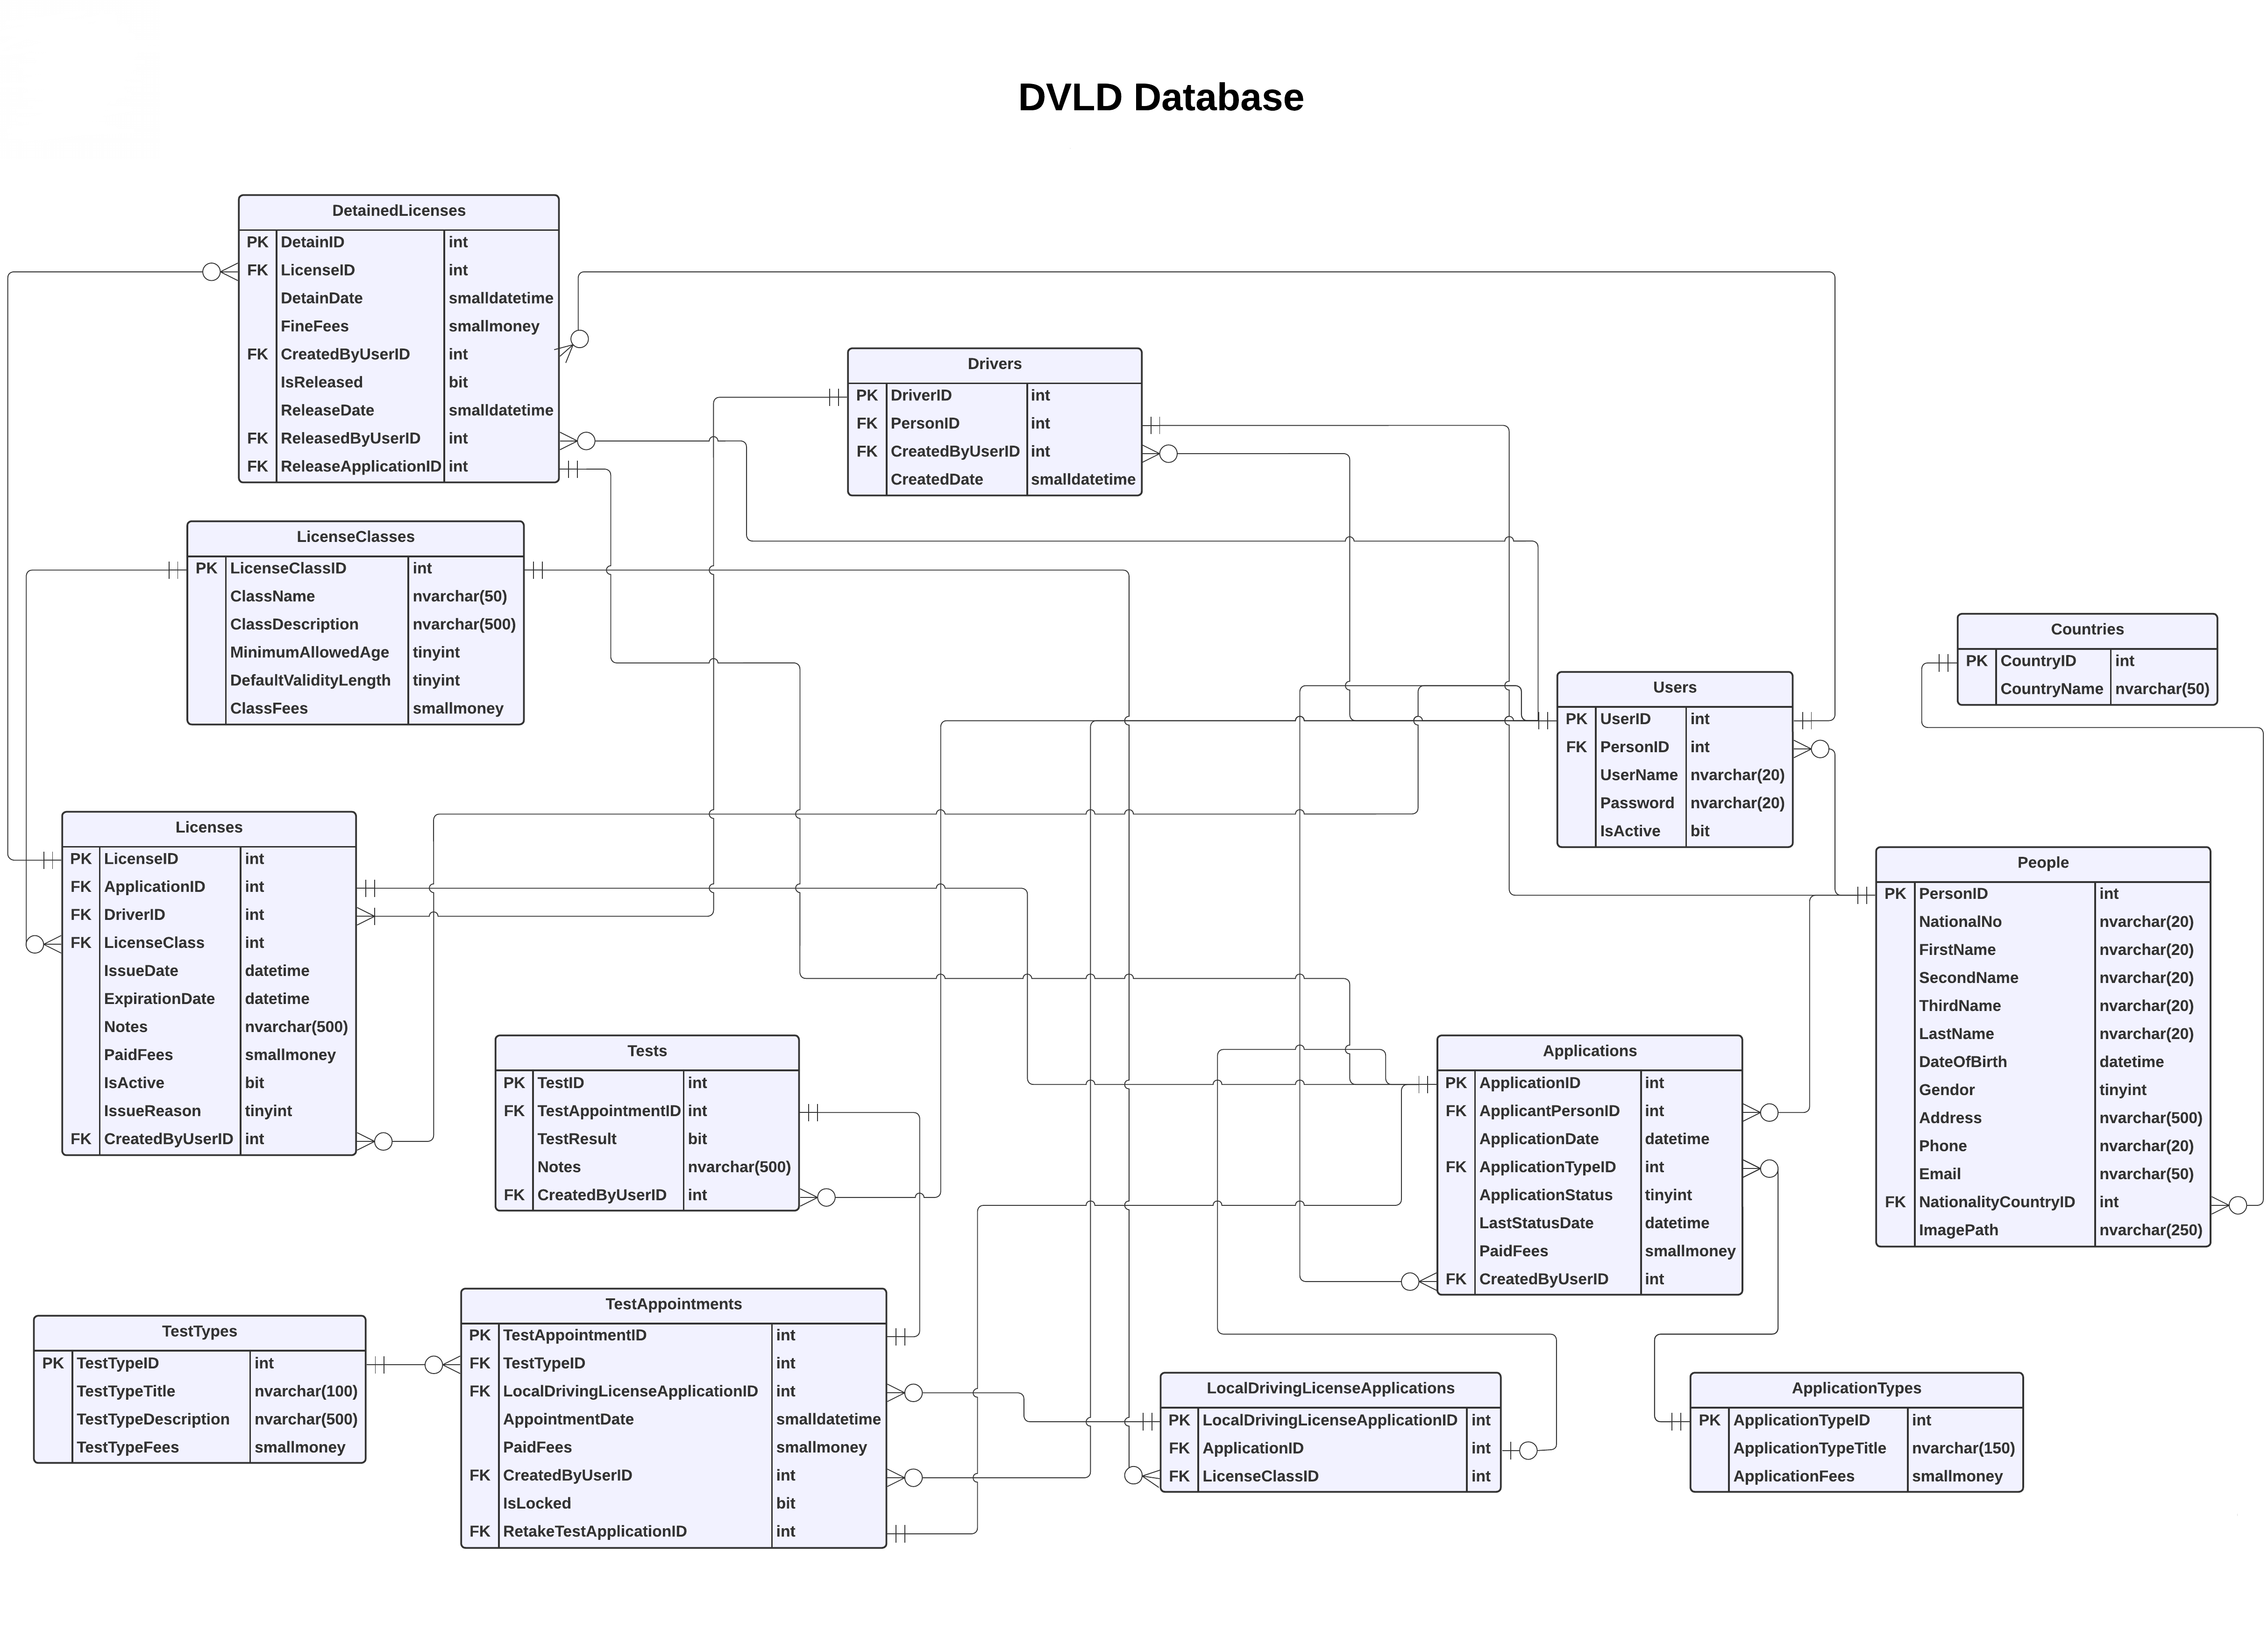 DVLD Database
DetainedLicenses
PK DetainID int
FK LicenseID int
DetainDate smalldatetime
FineFees smallmoney
FK CreatedByUserID int
IsReleased bit
ReleaseDate smalldatetime
FK ReleasedByUserID int
FK ReleaseApplicationID int
Drivers
PK DriverID int
FK PersonID int
FK CreatedByUserID int
CreatedDate smalldatetime
LicenseClasses
PK LicenseClassID int
ClassName nvarchar(50)
ClassDescription nvarchar(500)
MinimumAllowedAge tinyint
DefaultValidityLength tinyint
ClassFees smallmoney
Countries
PK CountryID int
CountryName nvarchar(50)
Users
PK UserID int
FK PersonID int
UserName nvarchar(20)
Password nvarchar(20)
IsActive bit
Licenses
PK LicenseID int
FK ApplicationID int
FK DriverID int
FK LicenseClass int
IssueDate datetime
ExpirationDate datetime
Notes nvarchar(500)
PaidFees smallmoney
IsActive bit
IssueReason tinyint
FK CreatedByUserID int
People
PK PersonID int
NationalNo nvarchar(20)
FirstName nvarchar(20)
SecondName nvarchar(20)
ThirdName nvarchar(20)
LastName nvarchar(20)
DateOfBirth datetime
Gendor tinyint
Address nvarchar(500)
Phone nvarchar(20)
Email nvarchar(50)
FK NationalityCountryID int
ImagePath nvarchar(250)
Tests
PK TestID int
FK TestAppointmentID int
TestResult bit
Notes nvarchar(500)
FK CreatedByUserID int
Applications
PK ApplicationID int
FK ApplicantPersonID int
ApplicationDate datetime
FK ApplicationTypeID int
ApplicationStatus tinyint
LastStatusDate datetime
PaidFees smallmoney
FK CreatedByUserID int
TestTypes
PK TestTypeID int
TestTypeTitle nvarchar(100)
TestTypeDescription nvarchar(500)
TestTypeFees smallmoney
TestAppointments
PK TestAppointmentID int
FK TestTypeID int
FK LocalDrivingLicenseApplicationID int
AppointmentDate smalldatetime
PaidFees smallmoney
FK CreatedByUserID int
IsLocked bit
FK RetakeTestApplicationID int
LocalDrivingLicenseApplications
PK LocalDrivingLicenseApplicationID int
FK ApplicationID int
FK LicenseClassID int
ApplicationTypes
PK ApplicationTypeID int
ApplicationTypeTitle nvarchar(150)
ApplicationFees smallmoney